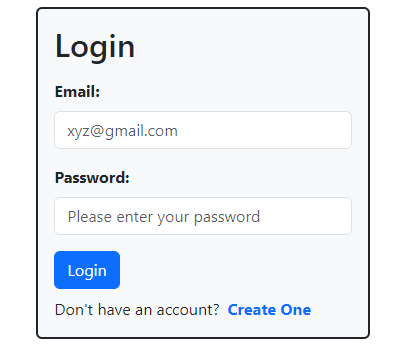 Login
Email:
xyz@gmail.com
Password:
Please enter your password
Login
Don't have an account? Create One